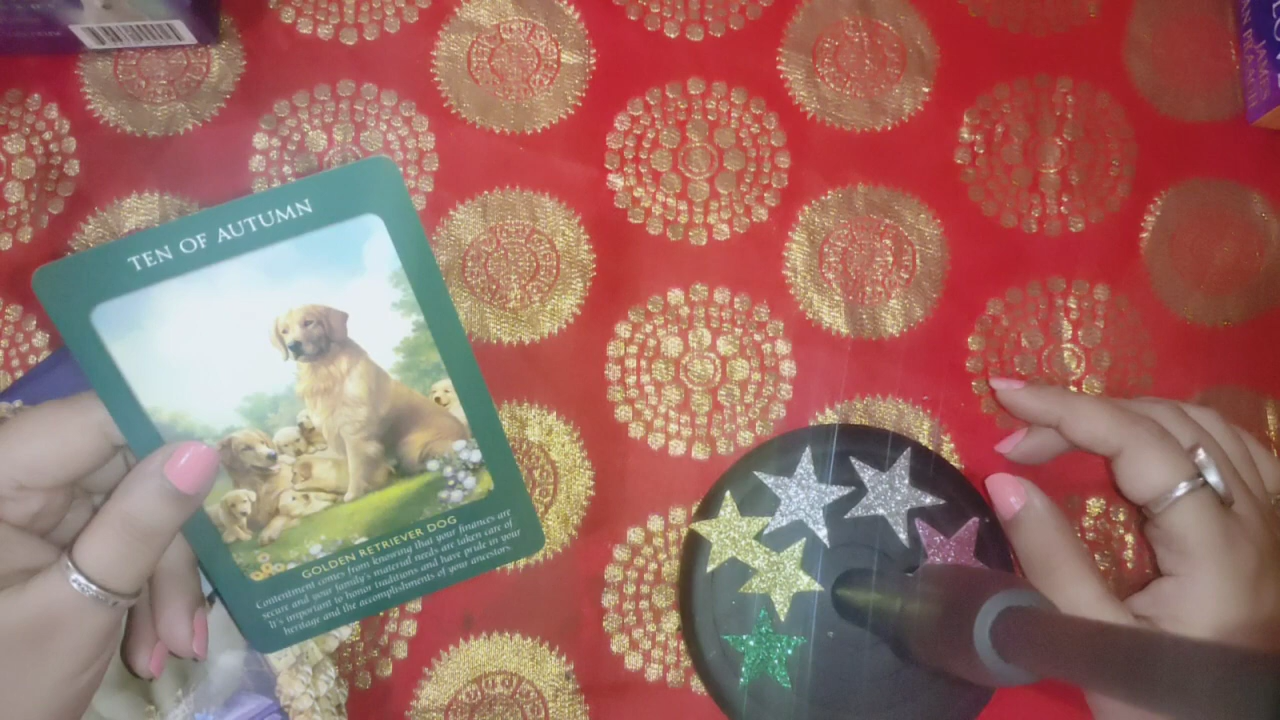 TEN OF AUTUMN
GOLDEN RETRIEVER DOG
Contentment comes from knowing that your finances are
secure and your family's material needs are taken care of
It's important to honor traditions and have pride in your
heritage and the accomplishments of your ancestors.
JAMES